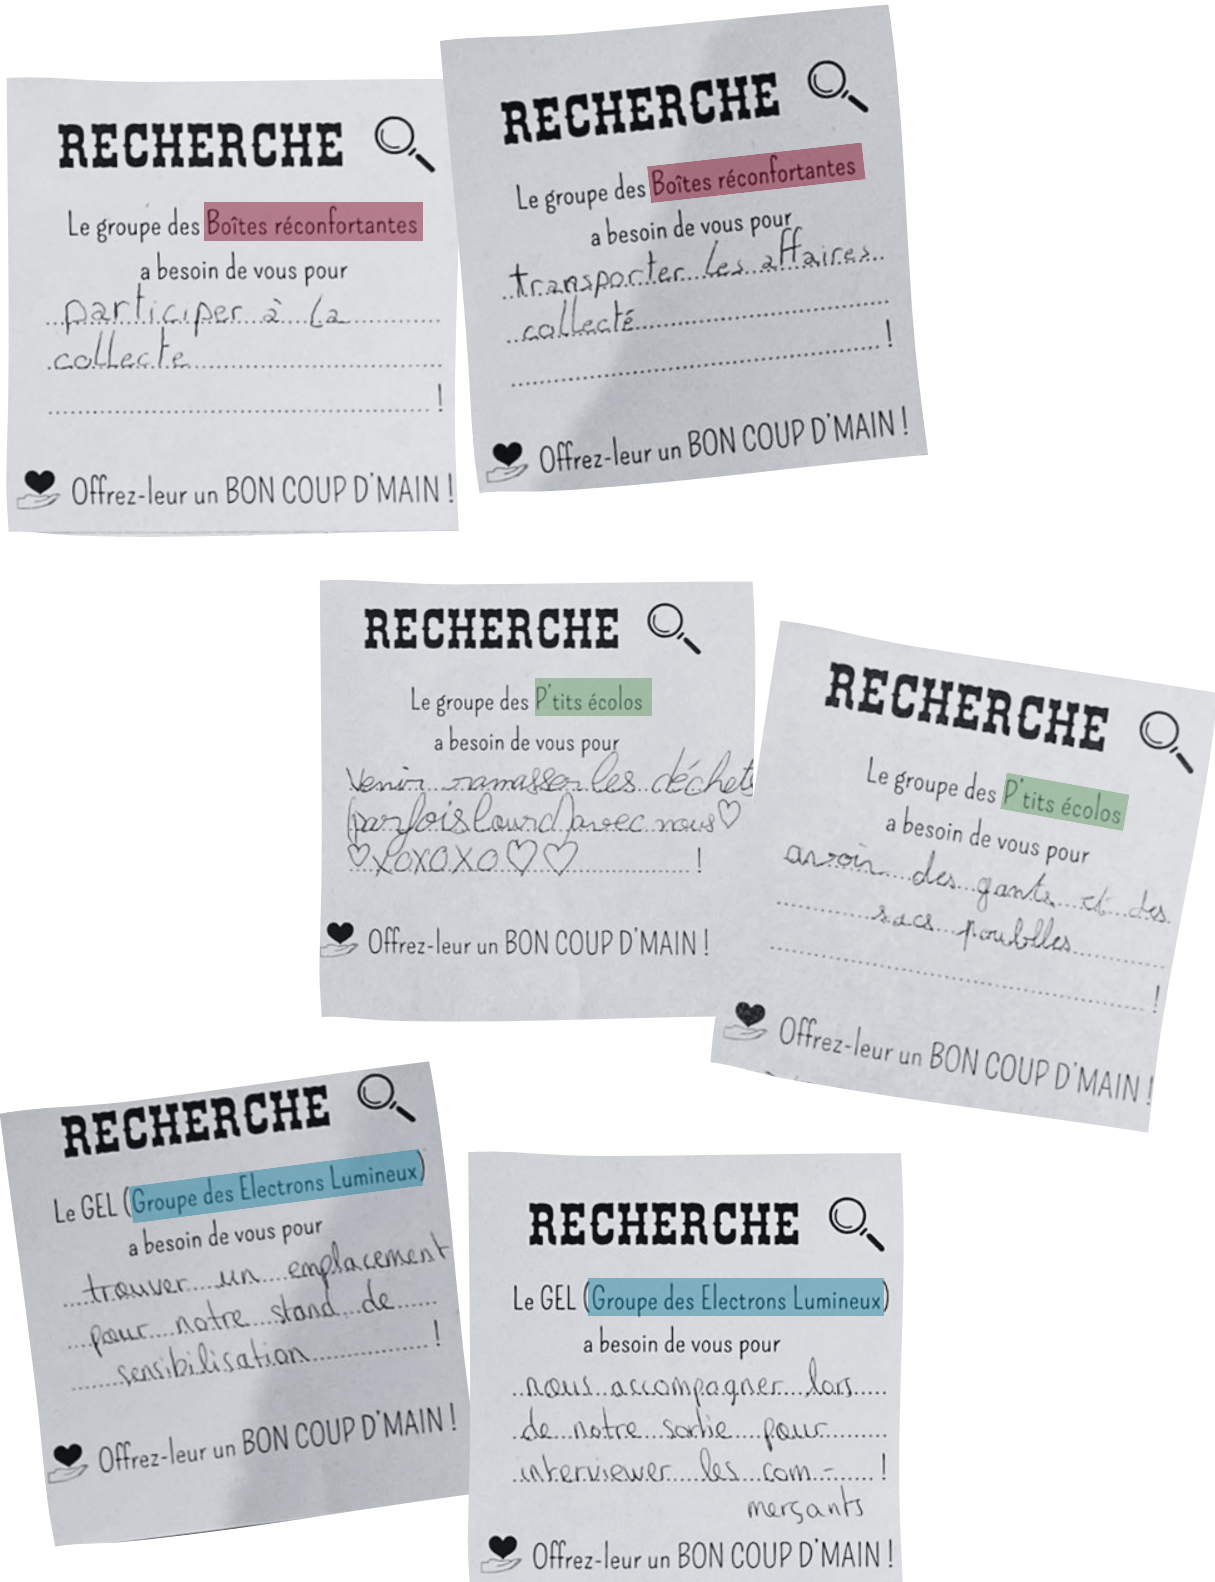 RECHERCHE
Le groupe des Boîtes réconfortantes
a besoin de vous pour
participer à la
collecte
!
Offrez-leur un BON COUP D'MAIN !
RECHERCHE
Le groupe des Boîtes réconfortantes
a besoin de vous pour
transporter les affaires
collecté
!
Offrez-leur un BON COUP D'MAIN !
RECHERCHE
Le groupe des P'tits écolos
a besoin de vous pour
Venir ramasser les déchets
(parfois lourd) avec nous♡
♡XOXOXO♡♡ !
Offrez-leur un BON COUP D'MAIN !
RECHERCHE
Le groupe des P'tits écolos
a besoin de vous pour
avoir des gants et des
sacs poubelles
!
Offrez-leur un BON COUP D'MAIN !
RECHERCHE
Le GEL (Groupe des Electrons Lumineux)
a besoin de vous pour
trouver un emplacement
pour notre stand de
sensibilisation !
Offrez-leur un BON COUP D'MAIN !
RECHERCHE
Le GEL (Groupe des Electrons Lumineux)
a besoin de vous pour
nous accompagner lors
de notre sortie pour
interviewer les com- !
merçants
Offrez-leur un BON COUP D'MAIN !